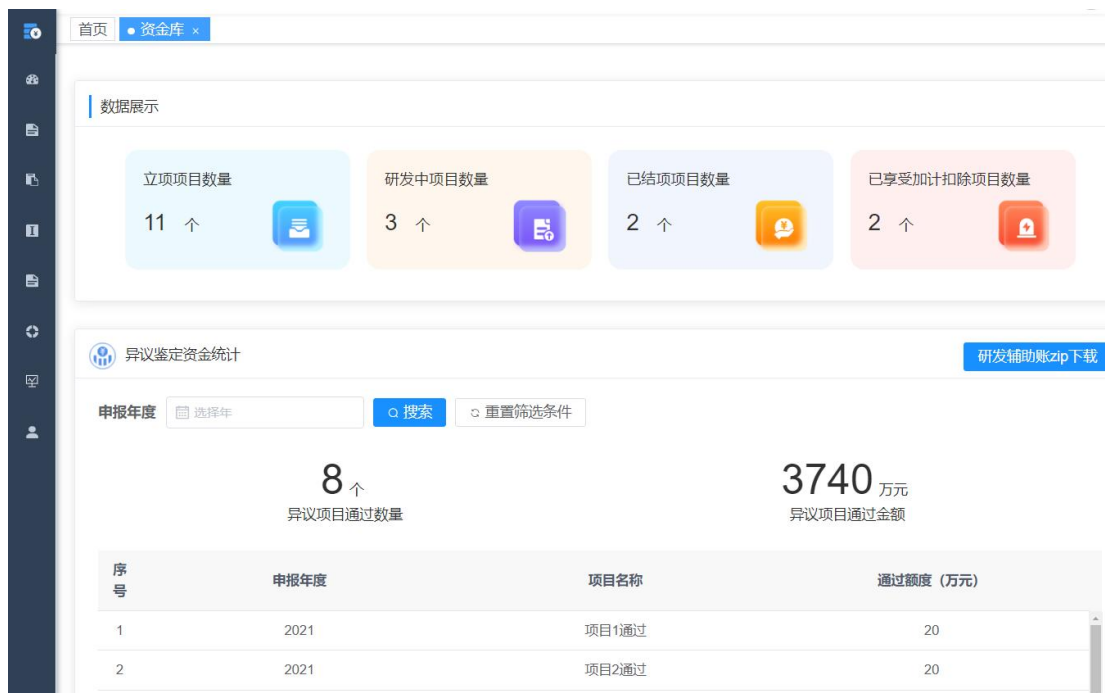 首页
资金库 ×
数据展示
立项项目数量
11 个
研发中项目数量
3 个
已结项项目数量
2 个
已享受加计扣除项目数量
2 个
异议鉴定资金统计
研发辅助账zip下载
申报年度
选择年
搜索
重置筛选条件
8 个
异议项目通过数量
3740 万元
异议项目通过金额
序号 申报年度 项目名称 通过额度（万元）
1 2021 项目1通过 20
2 2021 项目2通过 20